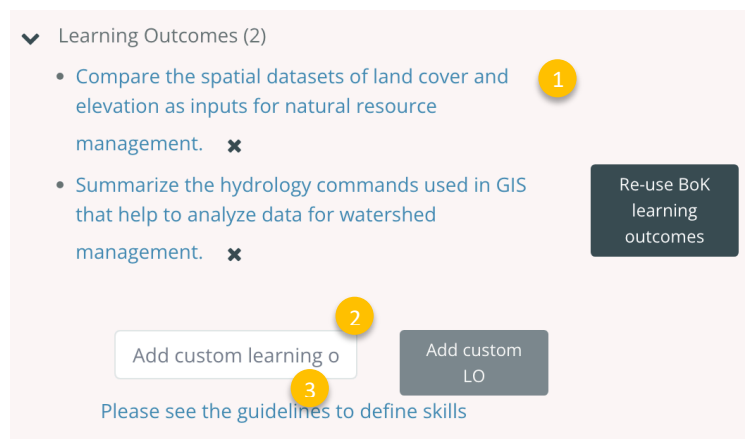 Learning Outcomes (2)
Compare the spatial datasets of land cover and
elevation as inputs for natural resource
management.
1
Summarize the hydrology commands used in GIS
that help to analyze data for watershed
management.
Re-use BoK
learning
outcomes
2
Add custom learning o
Add custom
LO
3
Please see the guidelines to define skills